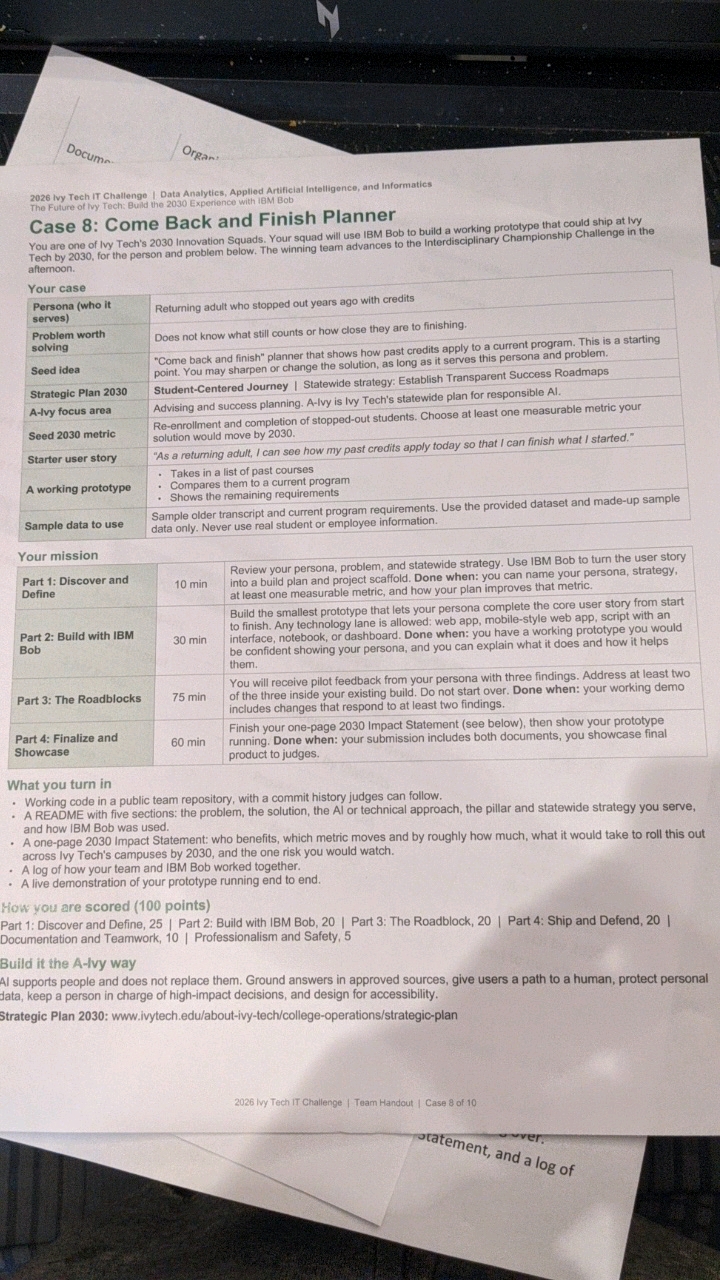 Docume
Organ
2026 Ivy Tech IT Challenge | Data Analytics, Applied Artificial Intelligence, and Informatics
The Future of Ivy Tech: Build the 2030 Experience with IBM Bob
Case 8: Come Back and Finish Planner
You are one of Ivy Tech's 2030 Innovation Squads. Your squad will use IBM Bob to build a working prototype that could ship at Ivy
Tech by 2030, for the person and problem below. The winning team advances to the Interdisciplinary Championship Challenge in the
afternoon.
Your case
Persona (who it
serves)
Returning adult who stopped out years ago with credits
Problem worth
solving
Does not know what still counts or how close they are to finishing.
Seed idea
"Come back and finish" planner that shows how past credits apply to a current program. This is a starting
point. You may sharpen or change the solution, as long as it serves this persona and problem.
Strategic Plan 2030
Student-Centered Journey | Statewide strategy: Establish Transparent Success Roadmaps
A-Ivy focus area
Advising and success planning. A-Ivy is Ivy Tech's statewide plan for responsible AI.
Seed 2030 metric
Re-enrollment and completion of stopped-out students. Choose at least one measurable metric your
solution would move by 2030.
Starter user story
"As a returning adult, I can see how my past credits apply today so that I can finish what I started."
A working prototype
• Takes in a list of past courses
• Compares them to a current program
• Shows the remaining requirements
Sample data to use
Sample older transcript and current program requirements. Use the provided dataset and made-up sample
data only. Never use real student or employee information.
Your mission
Part 1: Discover and
Define
10 min
Review your persona, problem, and statewide strategy. Use IBM Bob to turn the user story
into a build plan and project scaffold. Done when: you can name your persona, strategy,
at least one measurable metric, and how your plan improves that metric.
Part 2: Build with IBM
Bob
30 min
Build the smallest prototype that lets your persona complete the core user story from start
to finish. Any technology lane is allowed: web app, mobile-style web app, script with an
interface, notebook, or dashboard. Done when: you have a working prototype you would
be confident showing your persona, and you can explain what it does and how it helps
them.
Part 3: The Roadblocks
75 min
You will receive pilot feedback from your persona with three findings. Address at least two
of the three inside your existing build. Do not start over. Done when: your working demo
includes changes that respond to at least two findings.
Part 4: Finalize and
Showcase
60 min
Finish your one-page 2030 Impact Statement (see below), then show your prototype
running. Done when: your submission includes both documents, you showcase final
product to judges.
What you turn in
• Working code in a public team repository, with a commit history judges can follow.
• A README with five sections: the problem, the solution, the AI or technical approach, the pillar and statewide strategy you serve,
and how IBM Bob was used.
• A one-page 2030 Impact Statement: who benefits, which metric moves and by roughly how much, what it would take to roll this out
across Ivy Tech's campuses by 2030, and the one risk you would watch.
• A log of how your team and IBM Bob worked together.
• A live demonstration of your prototype running end to end.
How you are scored (100 points)
Part 1: Discover and Define, 25 | Part 2: Build with IBM Bob, 20 | Part 3: The Roadblock, 20 | Part 4: Ship and Defend, 20 |
Documentation and Teamwork, 10 | Professionalism and Safety, 5
Build it the A-Ivy way
AI supports people and does not replace them. Ground answers in approved sources, give users a path to a human, protect personal
data, keep a person in charge of high-impact decisions, and design for accessibility.
Strategic Plan 2030: www.ivytech.edu/about-ivy-tech/college-operations/strategic-plan
2026 Ivy Tech IT Challenge | Team Handout | Case 8 of 10
over.
Statement, and a log of